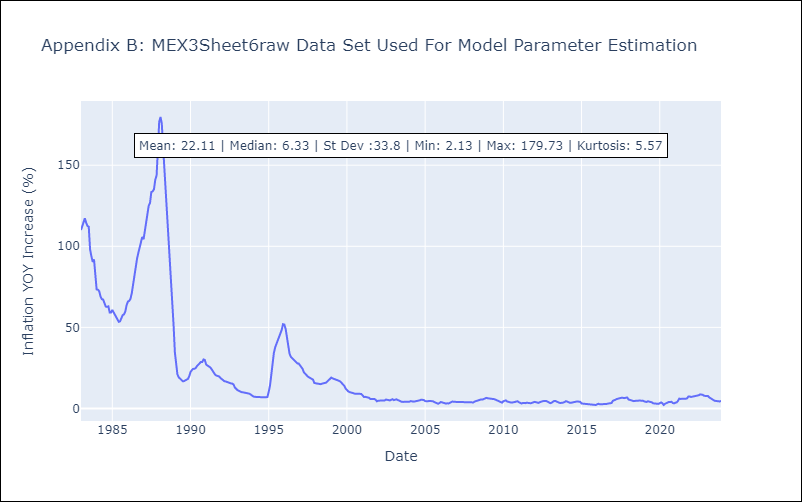 Appendix B: MEX3Sheet6raw Data Set Used For Model Parameter Estimation
Mean: 22.11 | Median: 6.33 | St Dev :33.8 | Min: 2.13 | Max: 179.73 | Kurtosis: 5.57
Inflation YOY Increase (%)
150
100
50
0
1985 1990 1995 2000 2005 2010 2015 2020
Date